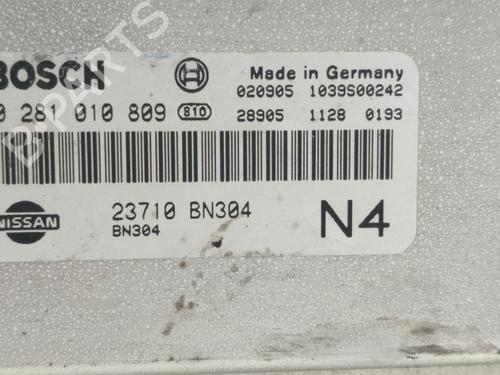 BOSCH
Made in Germany
0 281 010 809 810
020905 1039S00242
28905 1128 0193
NISSAN
23710 BN304
BN304
N4
B-PARTS